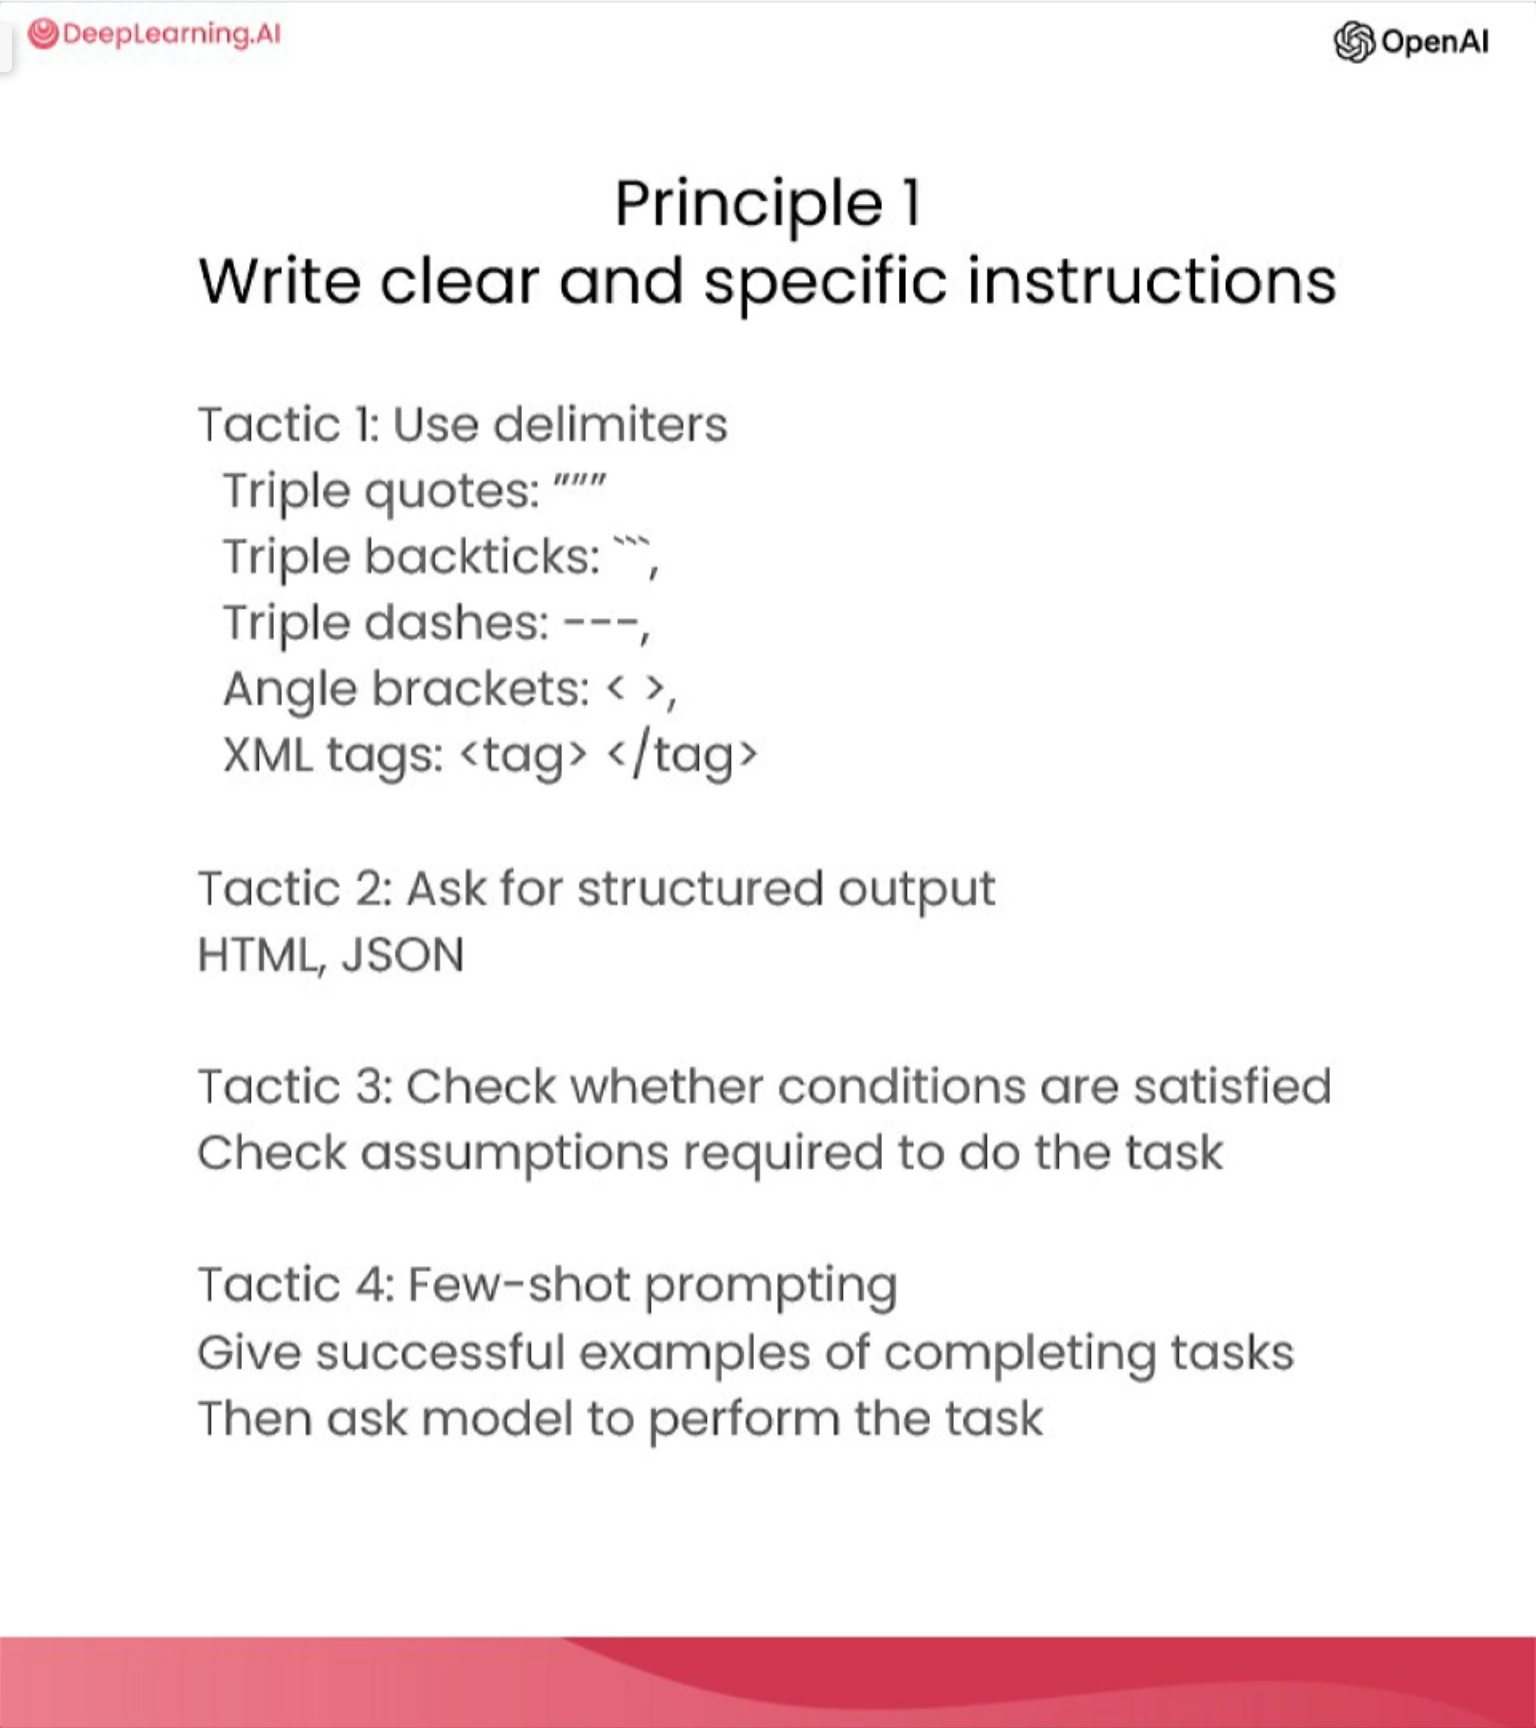 DeepLearning.AI
OpenAI
Principle 1
Write clear and specific instructions
Tactic 1: Use delimiters
Triple quotes: """
Triple backticks: ```,
Triple dashes: ---,
Angle brackets: < >,
XML tags: <tag> </tag>
Tactic 2: Ask for structured output
HTML, JSON
Tactic 3: Check whether conditions are satisfied
Check assumptions required to do the task
Tactic 4: Few-shot prompting
Give successful examples of completing tasks
Then ask model to perform the task